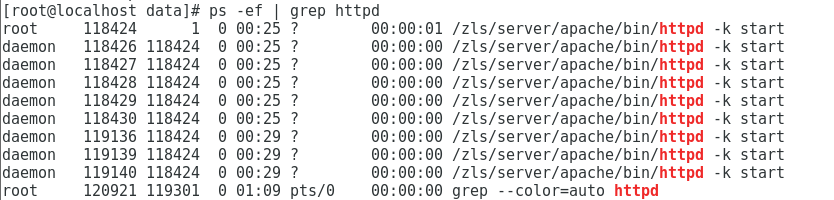 [root@localhost data]# ps -ef | grep httpd
root     118424      1  0 00:25 ?        00:00:01 /zls/server/apache/bin/httpd -k start
daemon   118426 118424  0 00:25 ?        00:00:00 /zls/server/apache/bin/httpd -k start
daemon   118427 118424  0 00:25 ?        00:00:00 /zls/server/apache/bin/httpd -k start
daemon   118428 118424  0 00:25 ?        00:00:00 /zls/server/apache/bin/httpd -k start
daemon   118429 118424  0 00:25 ?        00:00:00 /zls/server/apache/bin/httpd -k start
daemon   118430 118424  0 00:25 ?        00:00:00 /zls/server/apache/bin/httpd -k start
daemon   119136 118424  0 00:29 ?        00:00:00 /zls/server/apache/bin/httpd -k start
daemon   119139 118424  0 00:29 ?        00:00:00 /zls/server/apache/bin/httpd -k start
daemon   119140 118424  0 00:29 ?        00:00:00 /zls/server/apache/bin/httpd -k start
root     120921 119301  0 01:09 pts/0    00:00:00 grep --color=auto httpd